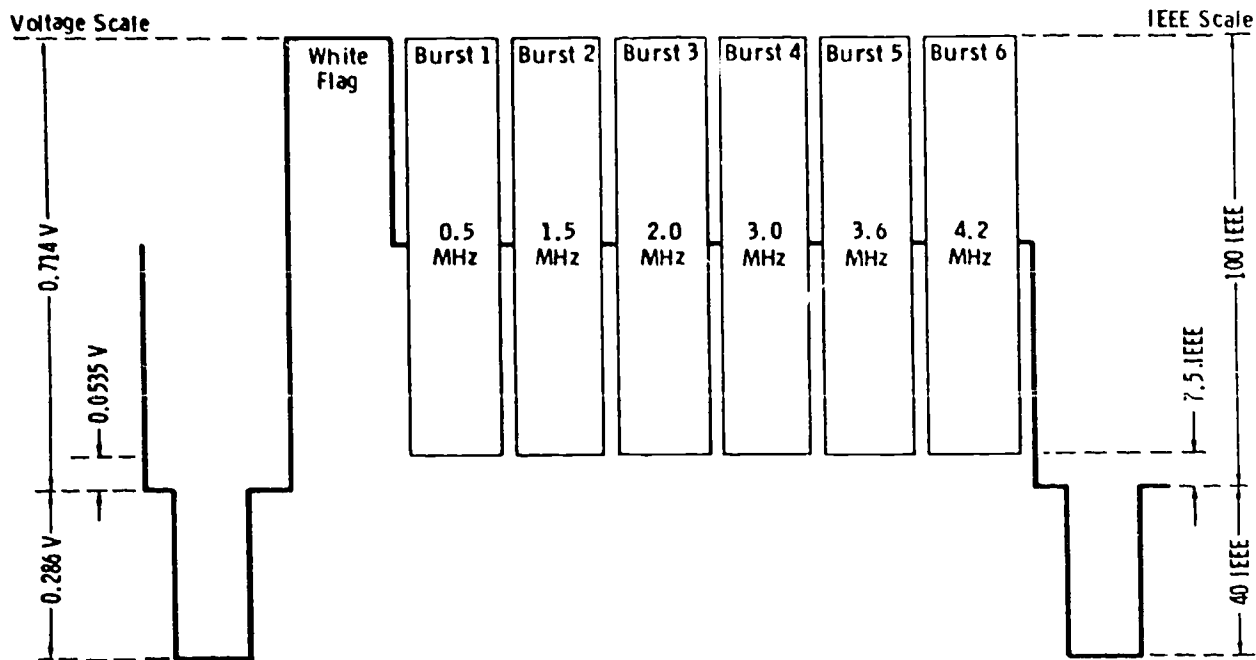 Voltage Scale
IEEE Scale
White
Flag
Burst 1
Burst 2
Burst 3
Burst 4
Burst 5
Burst 6
0.5
MHz
1.5
MHz
2.0
MHz
3.0
MHz
3.6
MHz
4.2
MHz
0.714 V
0.0535 V
0.286 V
100 IEEE
7.5.IEEE
40 IEEE